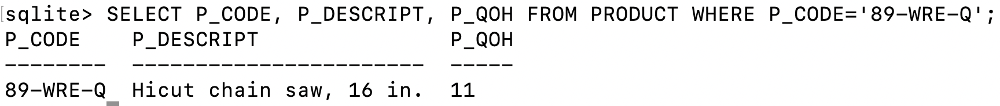 sqlite> SELECT P_CODE, P_DESCRIPT, P_QOH FROM PRODUCT WHERE P_CODE='89-WRE-Q';
P_CODE    P_DESCRIPT               P_QOH
--------  -----------------------  -----
89-WRE-Q  Hicut chain saw, 16 in.  11